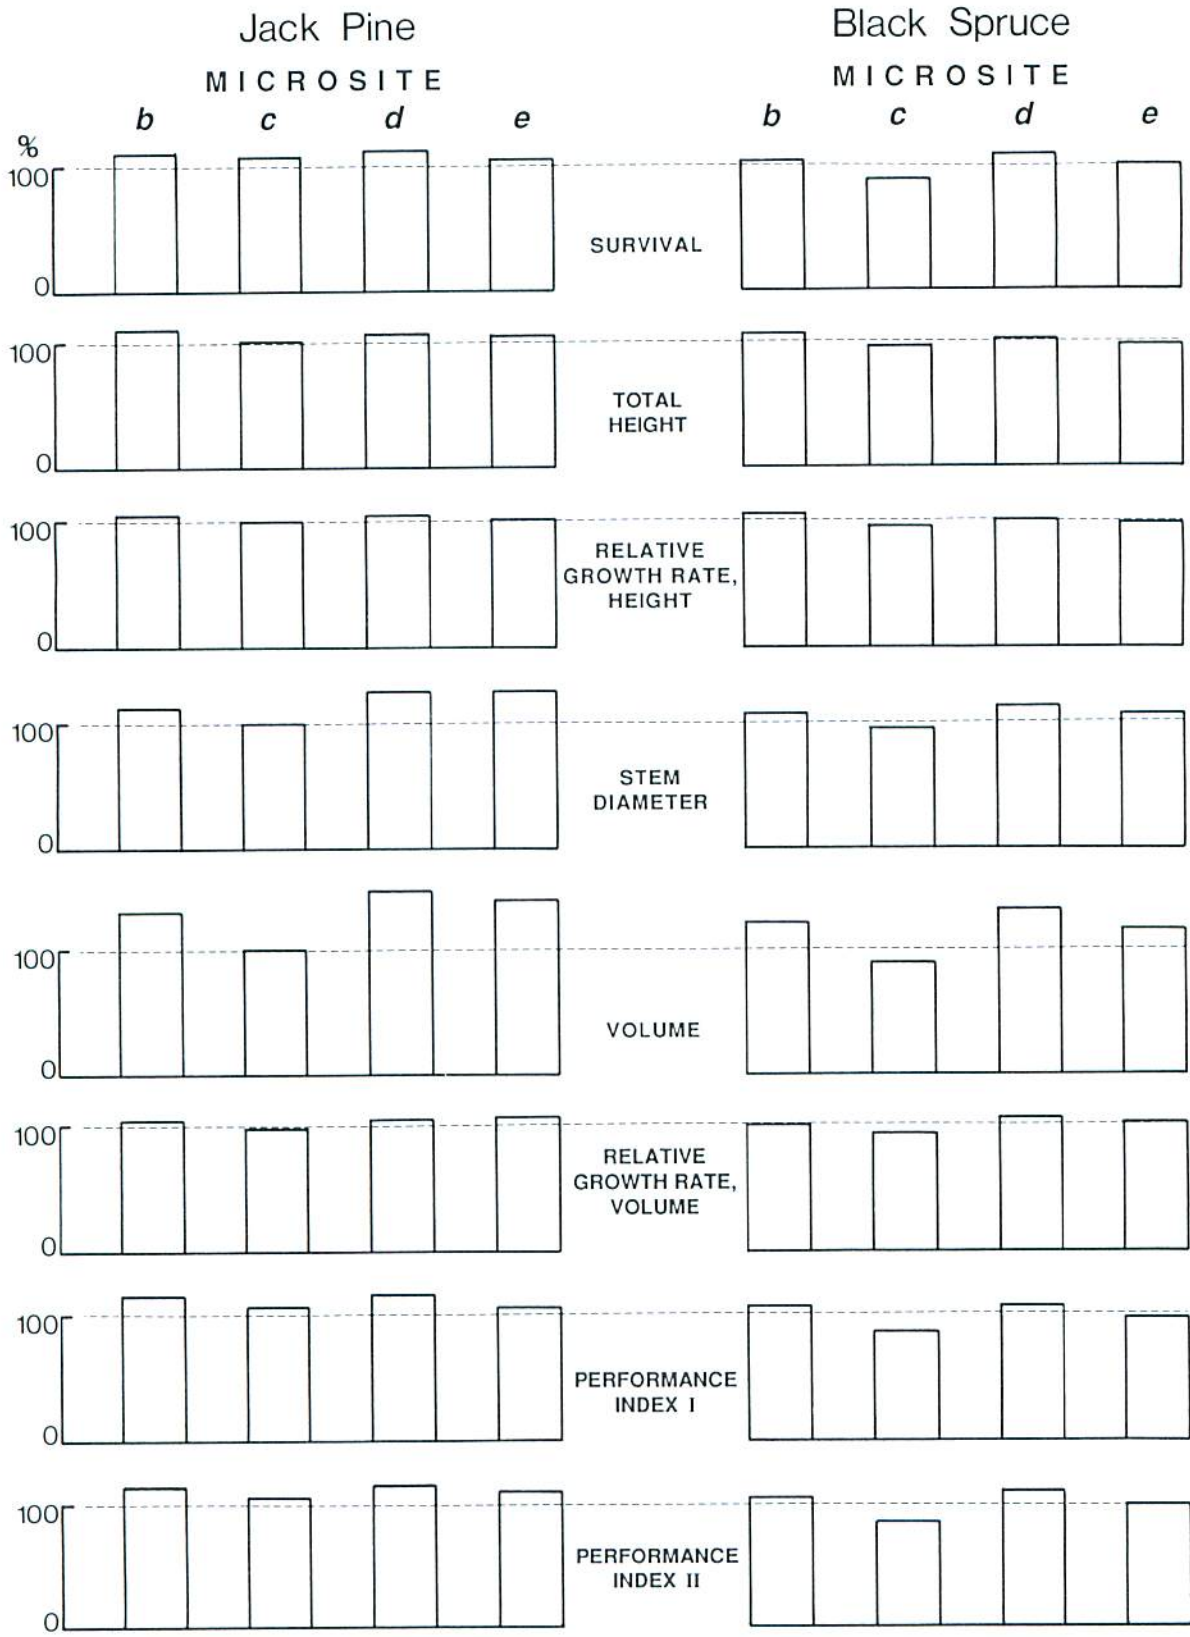 Jack Pine
Black Spruce
MICROSITE
MICROSITE
b c d e
b c d e
%
100
0
SURVIVAL
100
0
TOTAL
HEIGHT
100
0
RELATIVE
GROWTH RATE,
HEIGHT
100
0
STEM
DIAMETER
100
0
VOLUME
100
0
RELATIVE
GROWTH RATE,
VOLUME
100
0
PERFORMANCE
INDEX I
100
0
PERFORMANCE
INDEX II